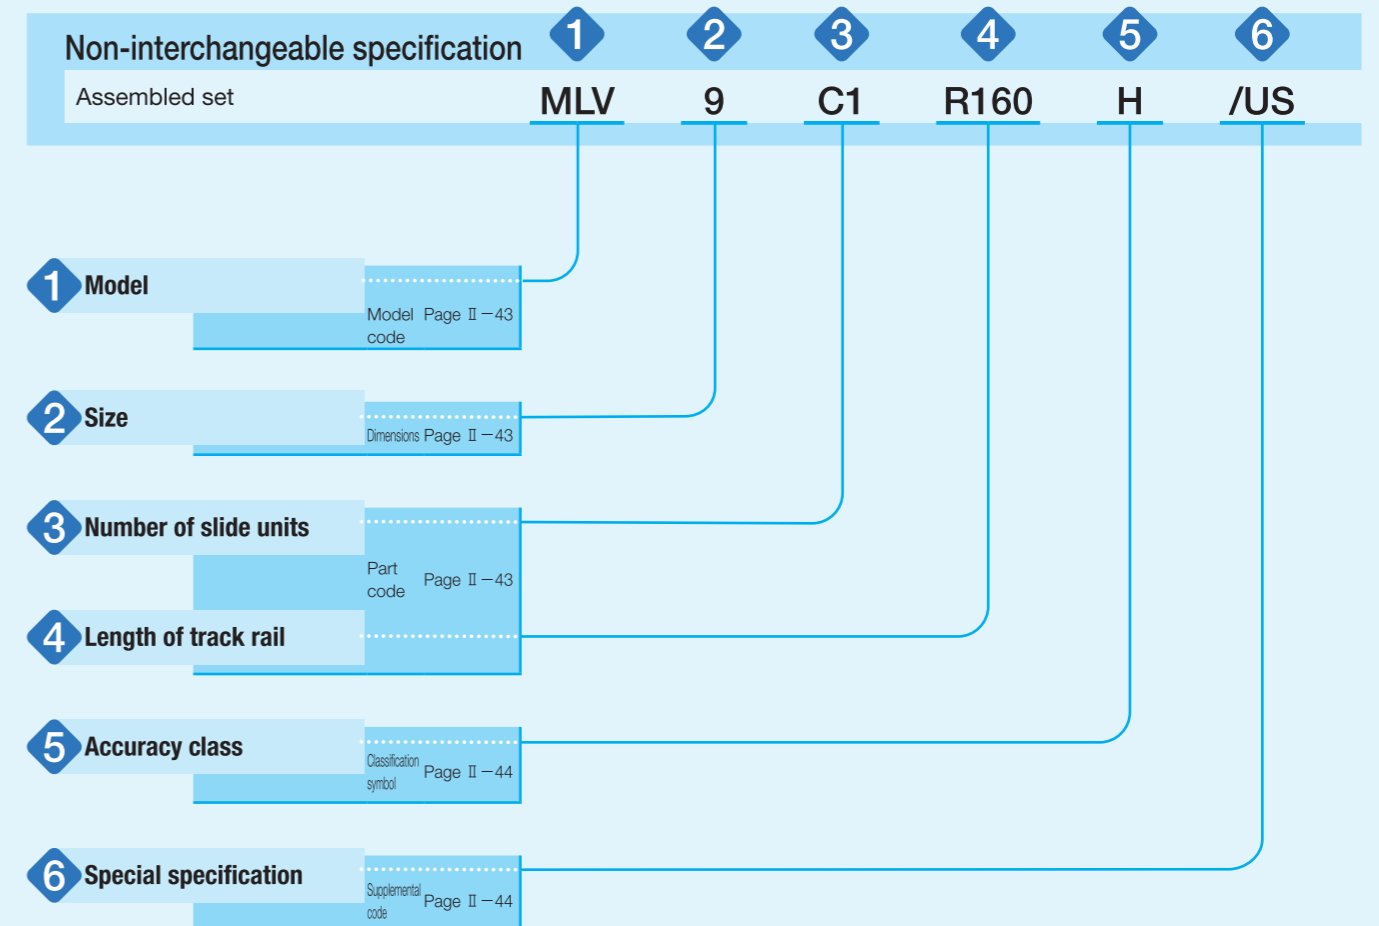 1 2 3 4 5 6
Non-interchangeable specification
Assembled set MLV 9 C1 R160 H /US
1 Model
Model Page Ⅱ－43
code
2 Size
Dimensions Page Ⅱ－43
3 Number of slide units
Part
code Page Ⅱ－43
4 Length of track rail
5 Accuracy class
Classification
symbol Page Ⅱ－44
6 Special specification
Supplemental
code Page Ⅱ－44